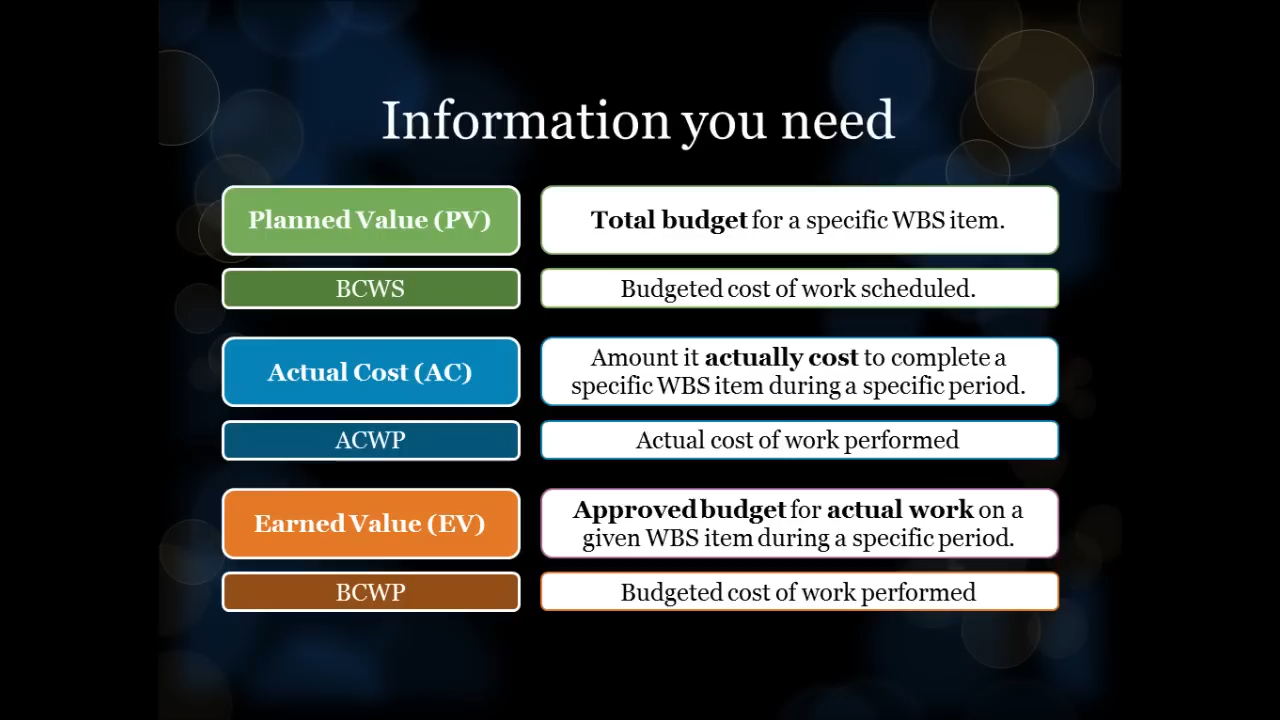 Information you need
Planned Value (PV)
Total budget for a specific WBS item.
BCWS
Budgeted cost of work scheduled.
Actual Cost (AC)
Amount it actually cost to complete a
specific WBS item during a specific period.
ACWP
Actual cost of work performed
Earned Value (EV)
Approved budget for actual work on a
given WBS item during a specific period.
BCWP
Budgeted cost of work performed